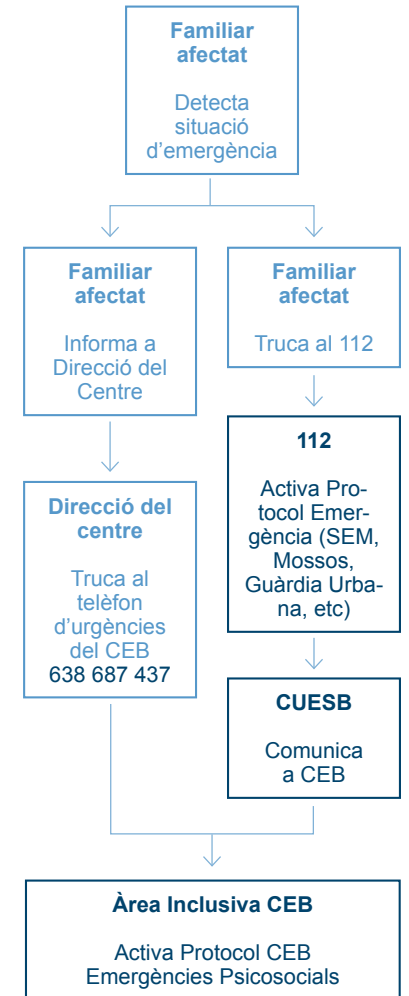 Familiar
afectat
Detecta
situació
d'emergència
Familiar
afectat
Informa a
Direcció del
Centre
Direcció del
centre
Truca al
telèfon
d'urgències
del CEB
638 687 437
Familiar
afectat
Truca al 112
112
Activa Pro-
tocol Emer-
gència (SEM,
Mossos,
Guàrdia Urba-
na, etc)
CUESB
Comunica
a CEB
Àrea Inclusiva CEB
Activa Protocol CEB
Emergències Psicosocials